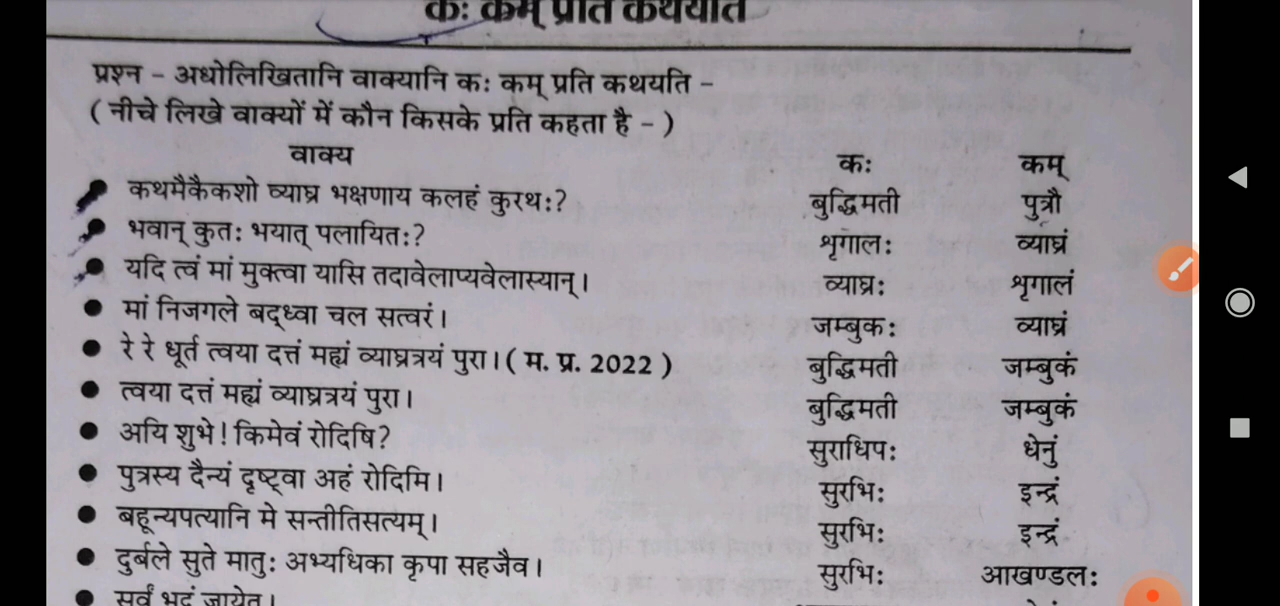 कः कम् प्रति कथयति
प्रश्न - अधोलिखितानि वाक्यानि कः कम् प्रति कथयति -
( नीचे लिखे वाक्यों में कौन किसके प्रति कहता है - )
वाक्य कः कम्
कथमैकैकशो व्याघ्र भक्षणाय कलहं कुरथः? बुद्धिमती पुत्रौ
भवान् कुतः भयात् पलायितः? शृगालः व्याघ्रं
यदि त्वं मां मुक्त्वा यासि तदावेलाप्यवेलास्यान्। व्याघ्रः शृगालं
मां निजगले बद्ध्वा चल सत्वरं। जम्बुकः व्याघ्रं
रे रे धूर्त त्वया दत्तं मह्यं व्याघ्रत्रयं पुरा। ( म. प्र. 2022 ) बुद्धिमती जम्बुकं
त्वया दत्तं मह्यं व्याघ्रत्रयं पुरा। बुद्धिमती जम्बुकं
अयि शुभे! किमेवं रोदिषि? सुराधिपः धेनुं
पुत्रस्य दैन्यं दृष्ट्वा अहं रोदिमि। सुरभिः इन्द्रं
बहून्यपत्यानि मे सन्तीतिसत्यम्। सुरभिः इन्द्रं
दुर्बले सुते मातुः अभ्यधिका कृपा सहजैव। सुरभिः आखण्डलः
सर्वं भद्रं जायेत।